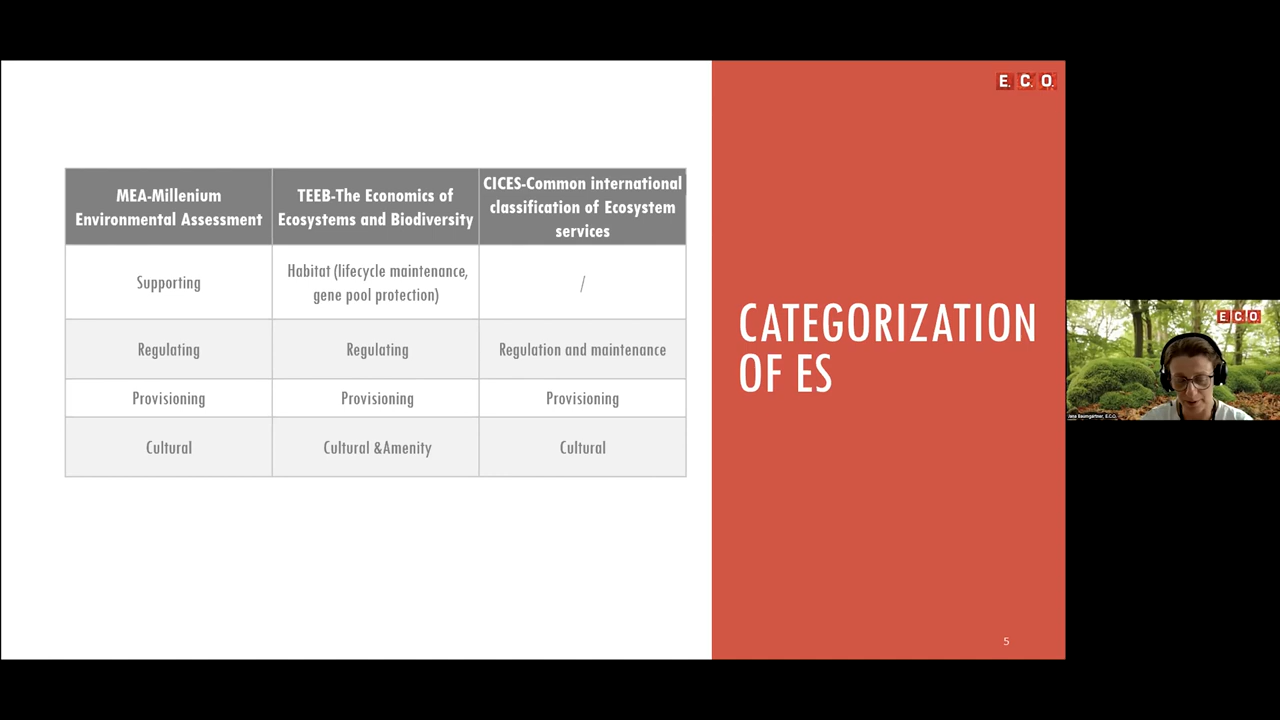 E. C. O.
MEA-Millenium
Environmental Assessment
TEEB-The Economics of
Ecosystems and Biodiversity
CICES-Common international
classification of Ecosystem
services
Supporting
Habitat (lifecycle maintenance,
gene pool protection)
/
Regulating
Regulating
Regulation and maintenance
Provisioning
Provisioning
Provisioning
Cultural
Cultural &Amenity
Cultural
CATEGORIZATION
OF ES
5
E.C.O.
Jana Baumgartner, E.C.O.